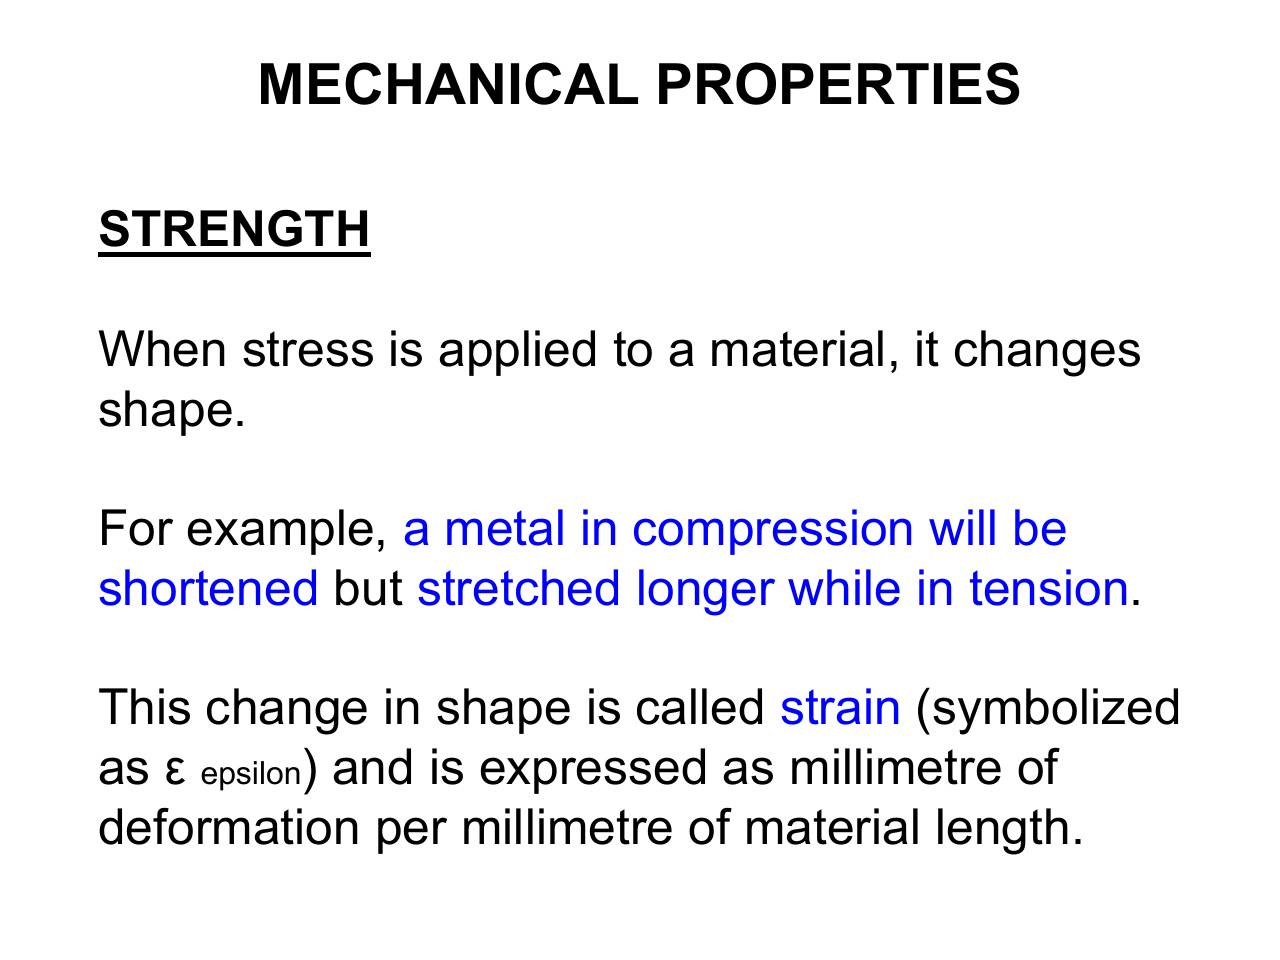 MECHANICAL PROPERTIES
STRENGTH
When stress is applied to a material, it changes
shape.
For example, a metal in compression will be
shortened but stretched longer while in tension.
This change in shape is called strain (symbolized
as ε epsilon) and is expressed as millimetre of
deformation per millimetre of material length.